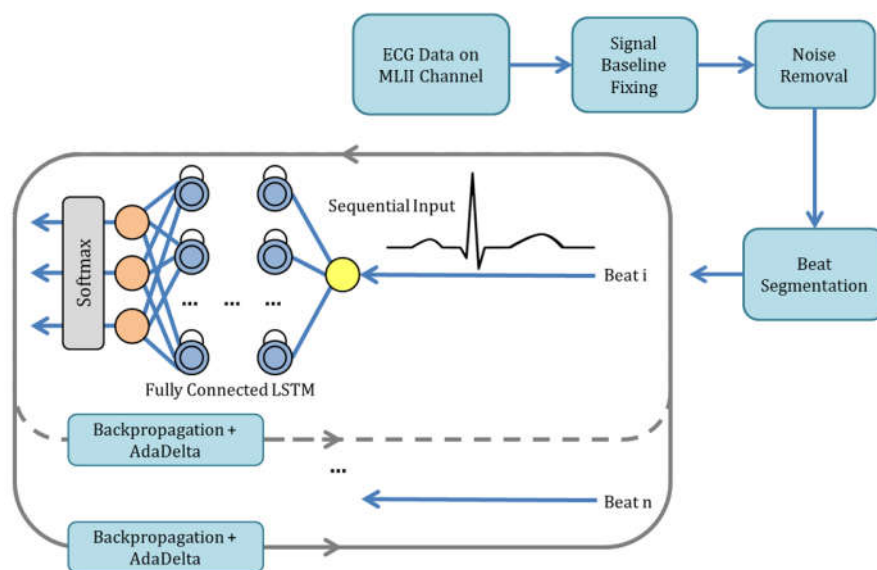 ECG Data on
MLII Channel
Signal
Baseline
Fixing
Noise
Removal
Beat
Segmentation
Sequential Input
Beat i
Softmax
... ... ...
Fully Connected LSTM
Backpropagation +
AdaDelta
...
Beat n
Backpropagation +
AdaDelta